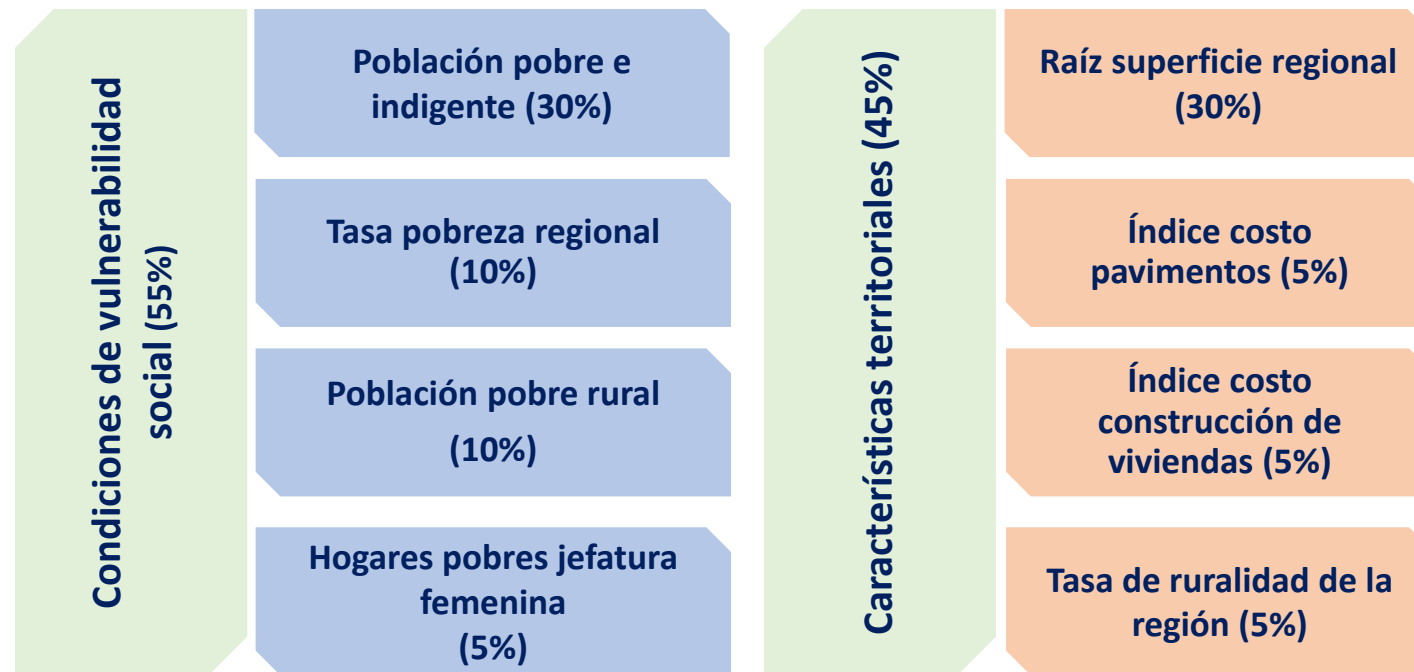 Condiciones de vulnerabilidad
social (55%)
Población pobre e
indigente (30%)
Tasa pobreza regional
(10%)
Población pobre rural
(10%)
Hogares pobres jefatura
femenina
(5%)
Características territoriales (45%)
Raíz superficie regional
(30%)
Índice costo
pavimentos (5%)
Índice costo
construcción de
viviendas (5%)
Tasa de ruralidad de la
región (5%)